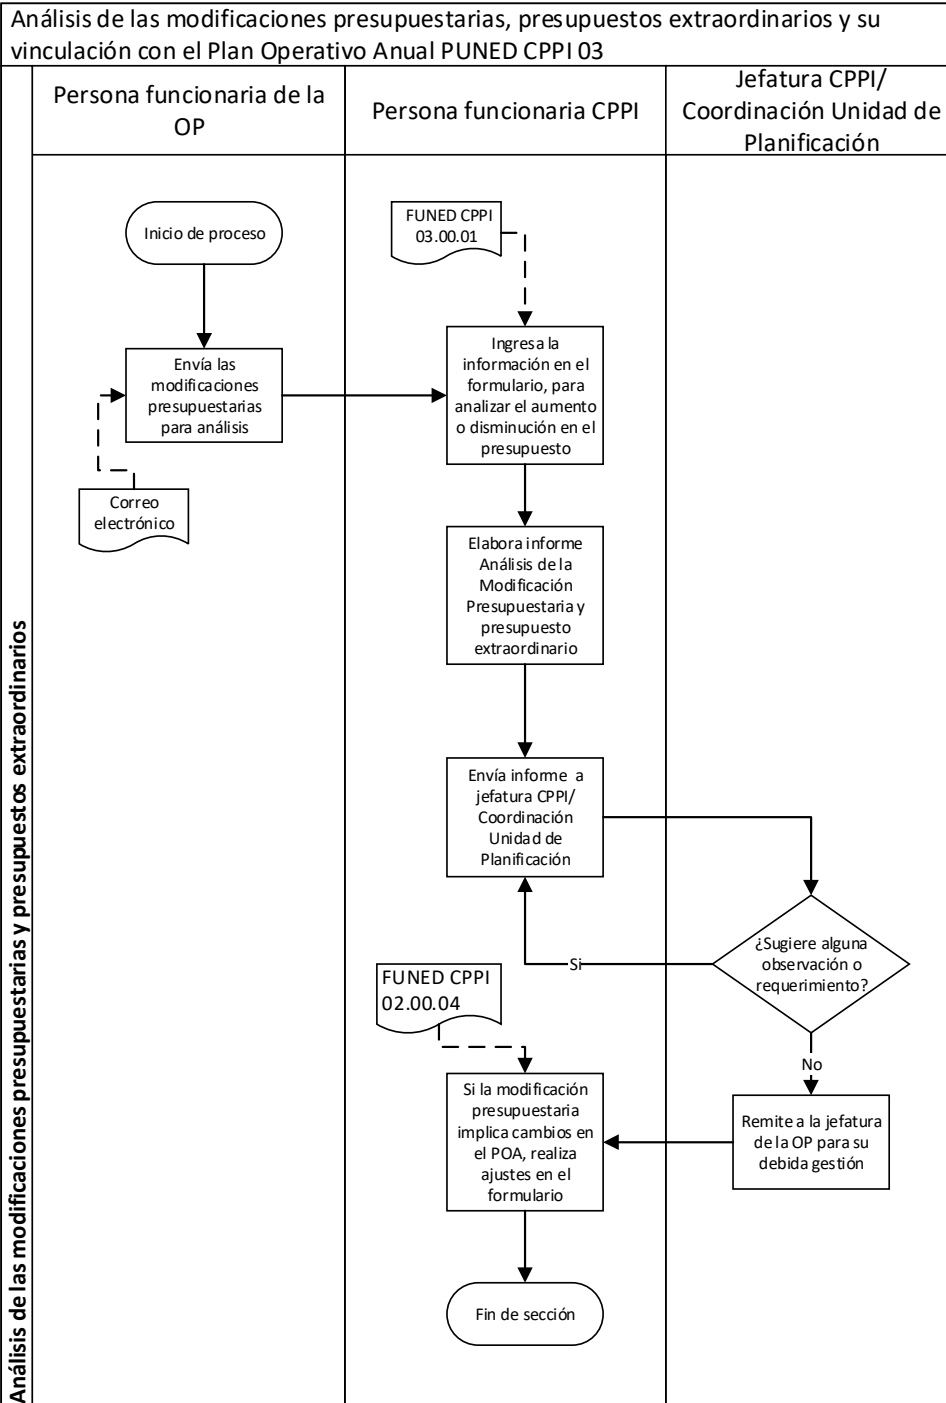 Análisis de las modificaciones presupuestarias, presupuestos extraordinarios y su
vinculación con el Plan Operativo Anual PUNED CPPI 03
Persona funcionaria de la
OP
Persona funcionaria CPPI
Jefatura CPPI/
Coordinación Unidad de
Planificación
Análisis de las modificaciones presupuestarias y presupuestos extraordinarios
Inicio de proceso
FUNED CPPI
03.00.01
Envía las
modificaciones
presupuestarias
para análisis
Correo
electrónico
Ingresa la
información en el
formulario, para
analizar el aumento
o disminución en el
presupuesto
Elabora informe
Análisis de la
Modificación
Presupuestaria y
presupuesto
extraordinario
Envía informe a
jefatura CPPI/
Coordinación
Unidad de
Planificación
¿Sugiere alguna
observación o
requerimiento?
Si
No
FUNED CPPI
02.00.04
Remite a la jefatura
de la OP para su
debida gestión
Si la modificación
presupuestaria
implica cambios en
el POA, realiza
ajustes en el
formulario
Fin de sección